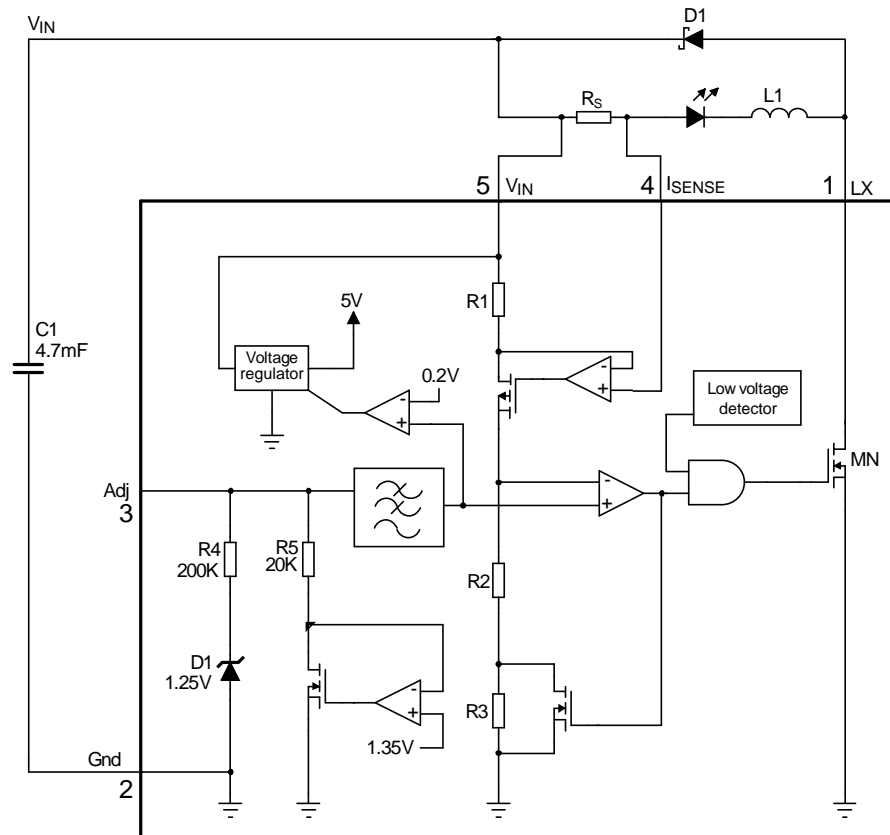 D1
VIN
RS
L1
5 VIN
4 ISENSE
1 LX
R1
5V
C1
4.7mF
Voltage
regulator
0.2V
-
+
-
+
Low voltage
detector
MN
Adj
3
-
+
R4
200K
R5
20K
R2
D1
1.25V
-
+
R3
1.35V
Gnd
2